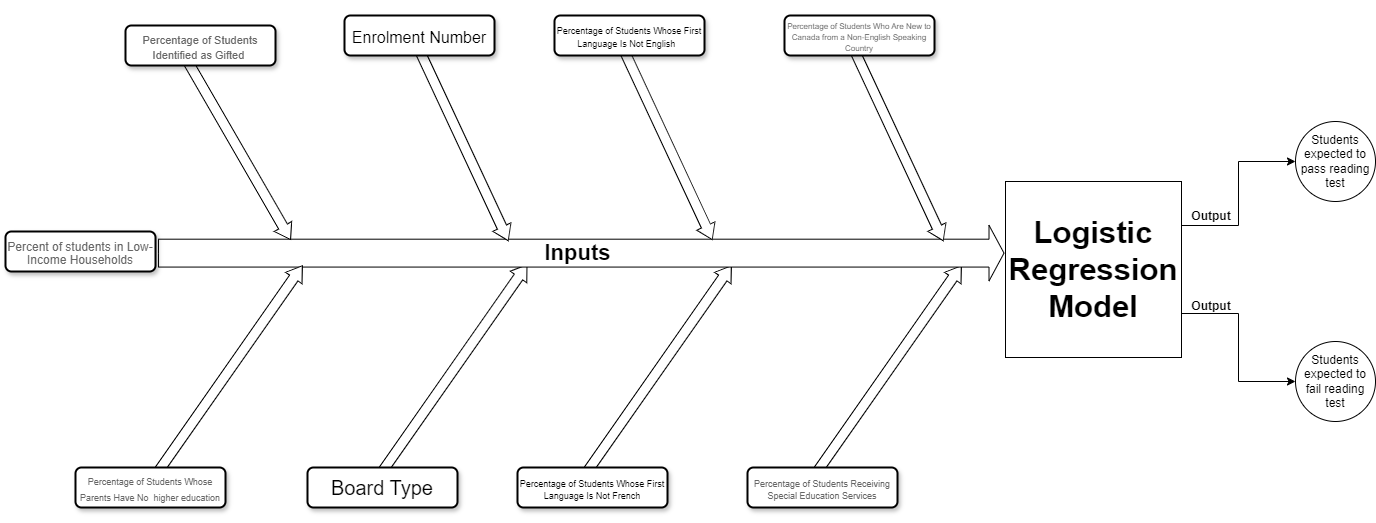 Percentage of Students
Identified as Gifted
Enrolment Number
Percentage of Students Whose First
Language Is Not English
Percentage of Students Who Are New to
Canada from a Non-English Speaking
Country
Percent of students in Low-
Income Households
Inputs
Logistic
Regression
Model
Output
Students
expected to
pass reading
test
Output
Students
expected to
fail reading
test
Percentage of Students Whose
Parents Have No higher education
Board Type
Percentage of Students Whose First
Language Is Not French
Percentage of Students Receiving
Special Education Services